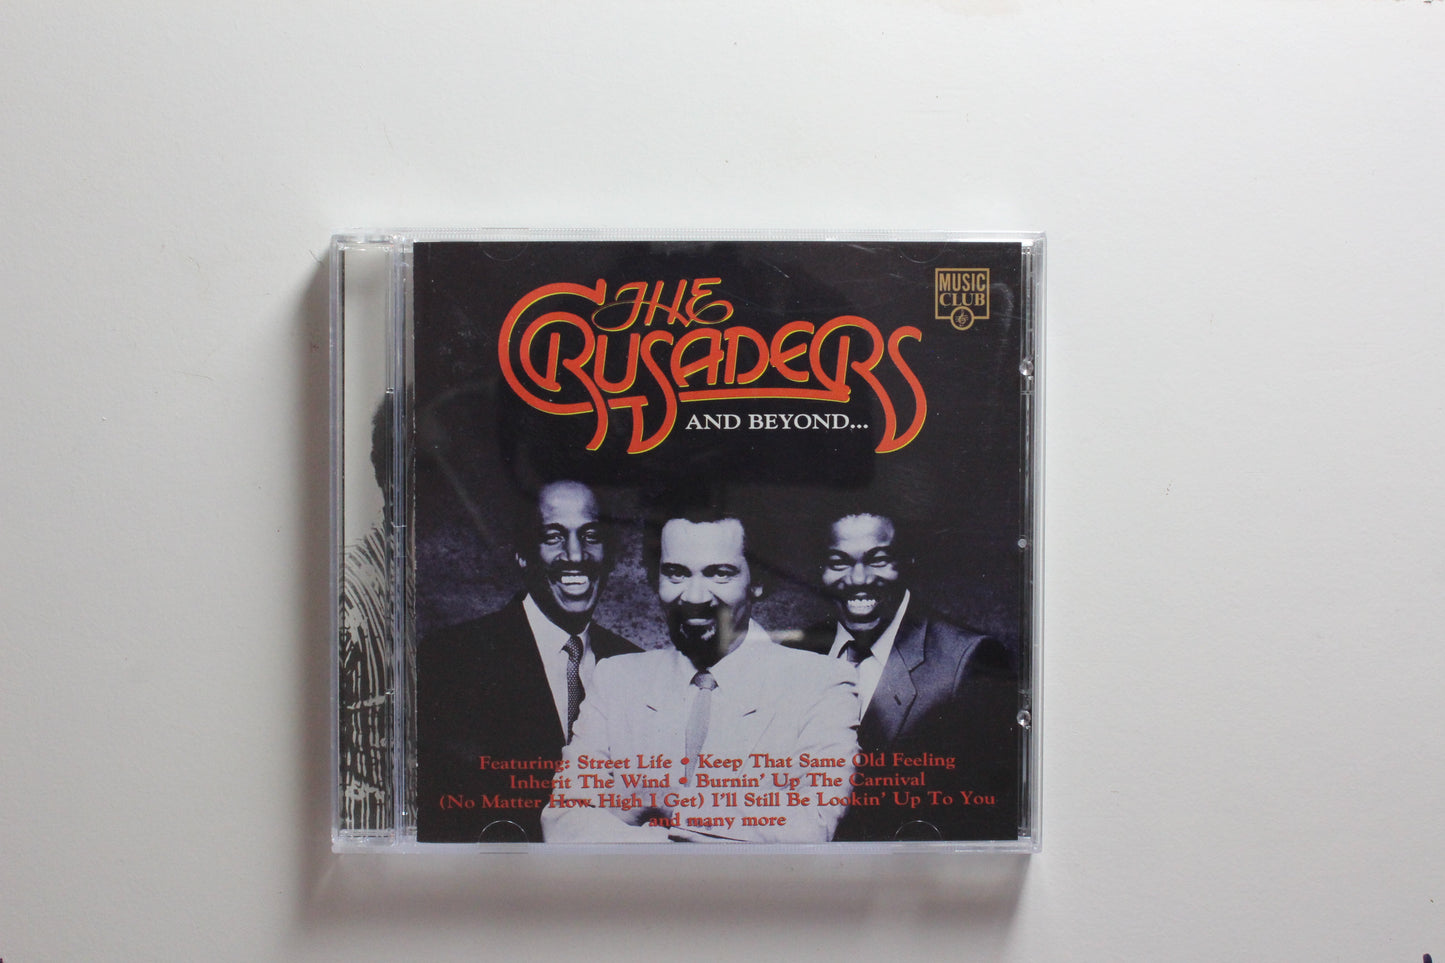 THE
CRUSADERS
AND BEYOND...
MUSIC
CLUB
Featuring: Street Life • Keep That Same Old Feeling
Inherit The Wind • Burnin' Up The Carnival
(No Matter How High I Get) I'll Still Be Lookin' Up To You
and many more